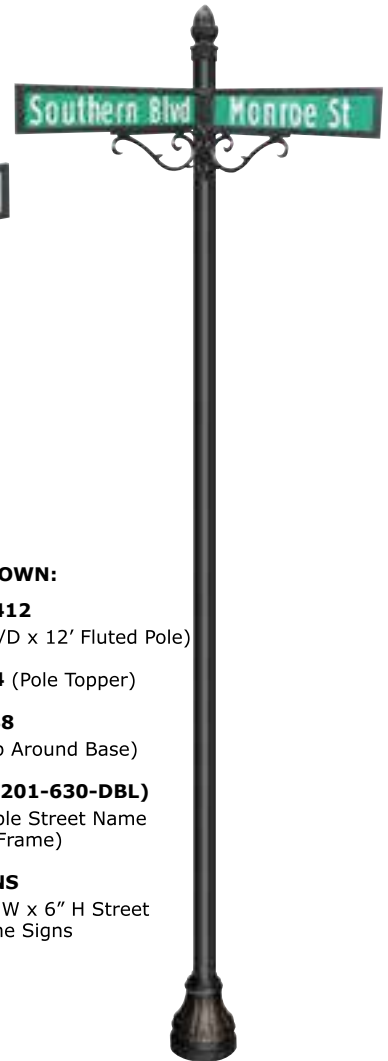 Southern Blvd
Monroe St
OWN:
412
/D x 12' Fluted Pole)
4 (Pole Topper)
8
o Around Base)
201-630-DBL)
ble Street Name
Frame)
NS
W x 6" H Street
ne Signs